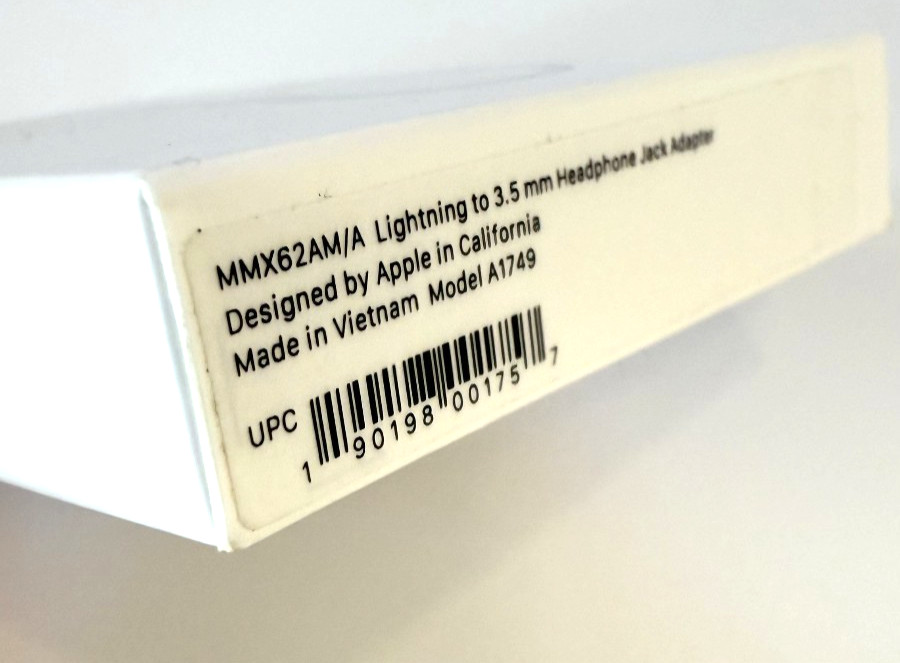 MMX62AM/A Lightning to 3.5 mm Headphone Jack Adapter
Designed by Apple in California
Made in Vietnam Model A1749
UPC
1 90198 00175 7